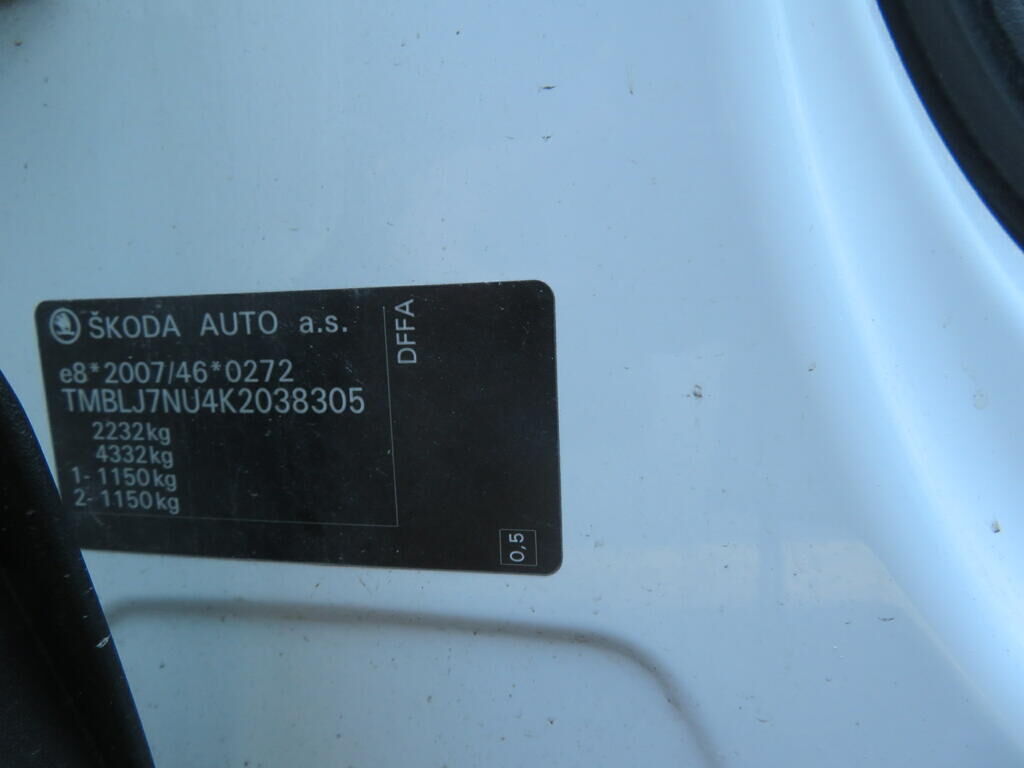 ŠKODA AUTO a.s.
e8*2007/46*0272
TMBLJ7NU4K2038305
2232kg
4332kg
1- 1150kg
2- 1150kg
DFFA
0,5